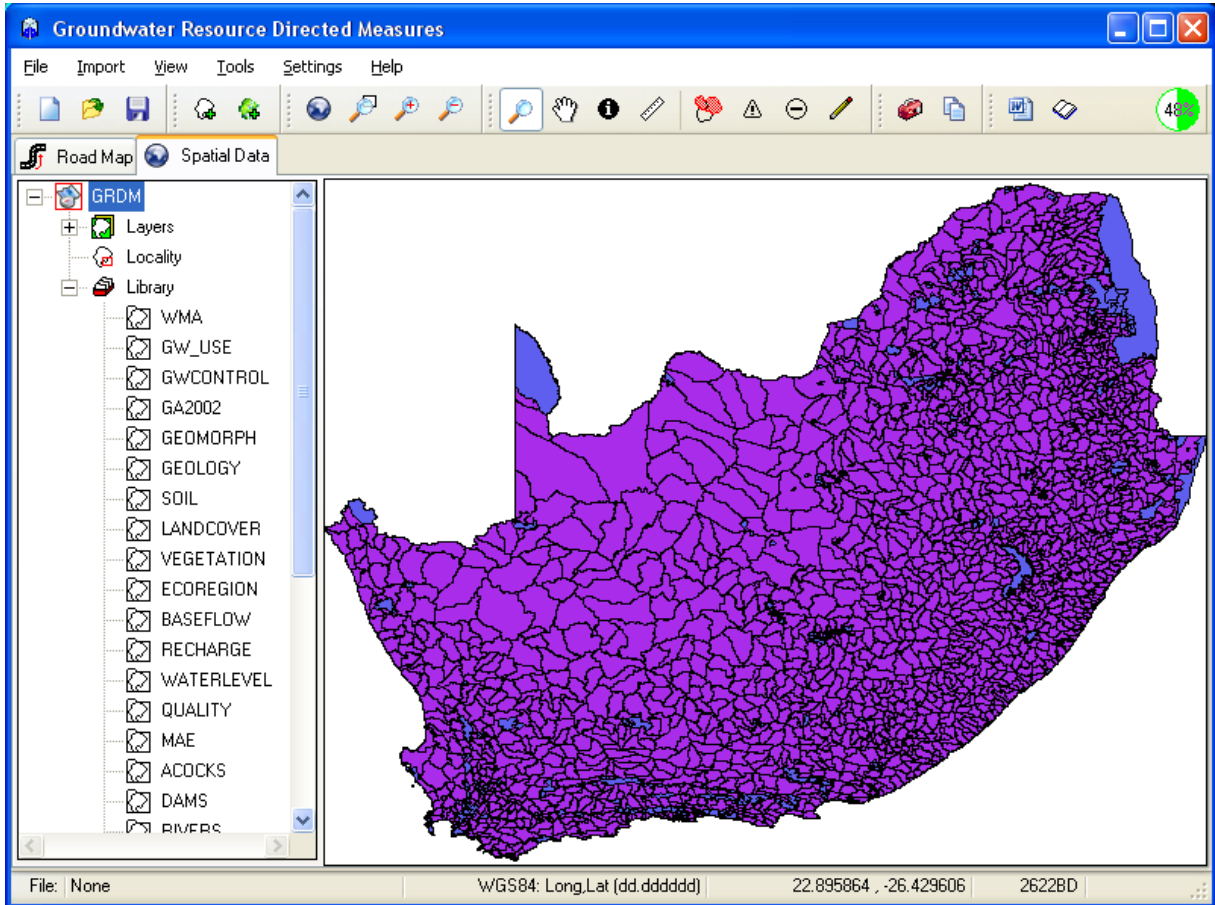 Groundwater Resource Directed Measures
File Import View Tools Settings Help
48%
Road Map Spatial Data
GRDM
Layers
Locality
Library
WMA
GW_USE
GWCONTROL
GA2002
GEOMORPH
GEOLOGY
SOIL
LANDCOVER
VEGETATION
ECOREGION
BASEFLOW
RECHARGE
WATERLEVEL
QUALITY
MAE
ACOCKS
DAMS
RIVERS
File: None WGS84: Long,Lat (dd.dddddd) 22.895864 , -26.429606 2622BD